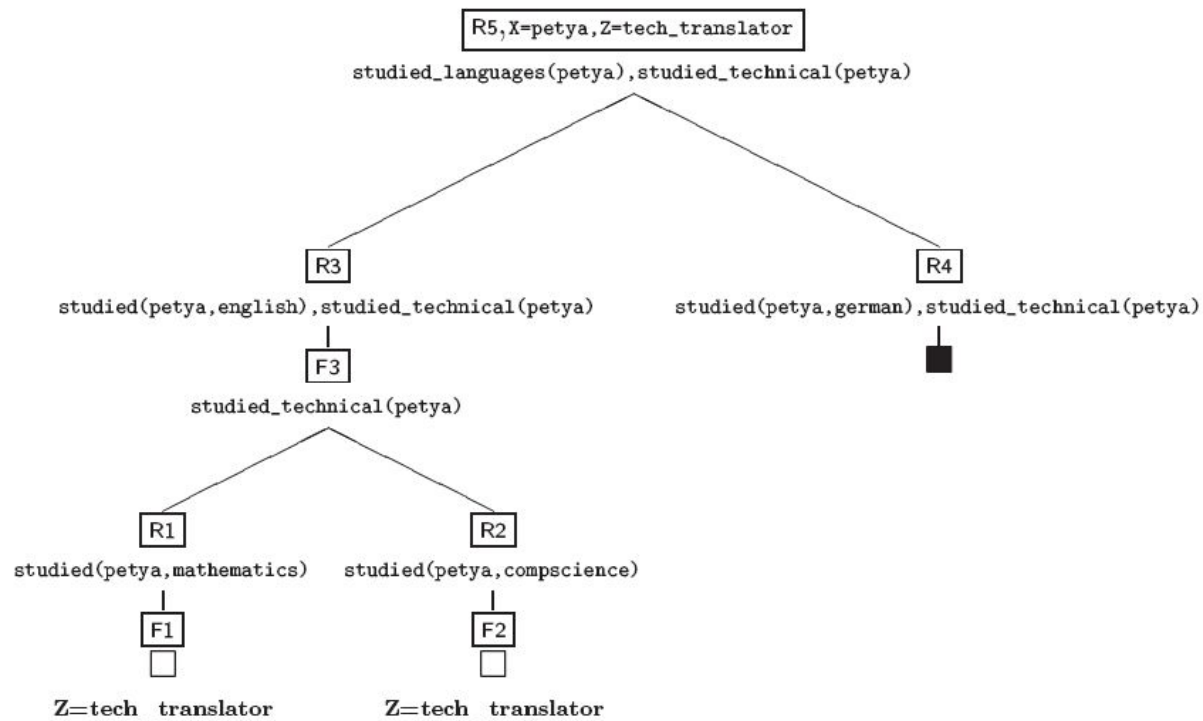 R5,X=petya,Z=tech_translator
studied_languages(petya),studied_technical(petya)
R3
R4
studied(petya,english),studied_technical(petya)
studied(petya,german),studied_technical(petya)
F3
studied_technical(petya)
R1
R2
studied(petya,mathematics)
studied(petya,compscience)
F1
F2
Z=tech translator
Z=tech translator